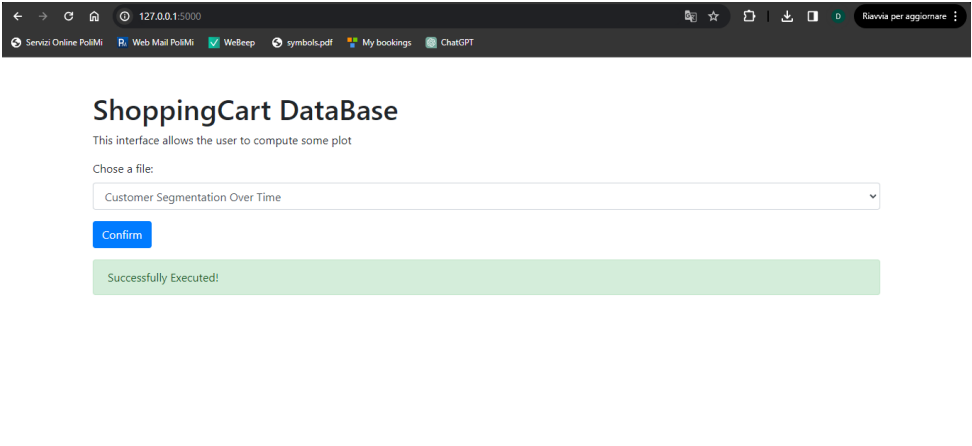 127.0.0.1:5000
D
Riavvia per aggiornare
Servizi Online PoliMi
Web Mail PoliMi
WeBeep
symbols.pdf
My bookings
ChatGPT
ShoppingCart DataBase
This interface allows the user to compute some plot
Chose a file:
Customer Segmentation Over Time
Confirm
Successfully Executed!